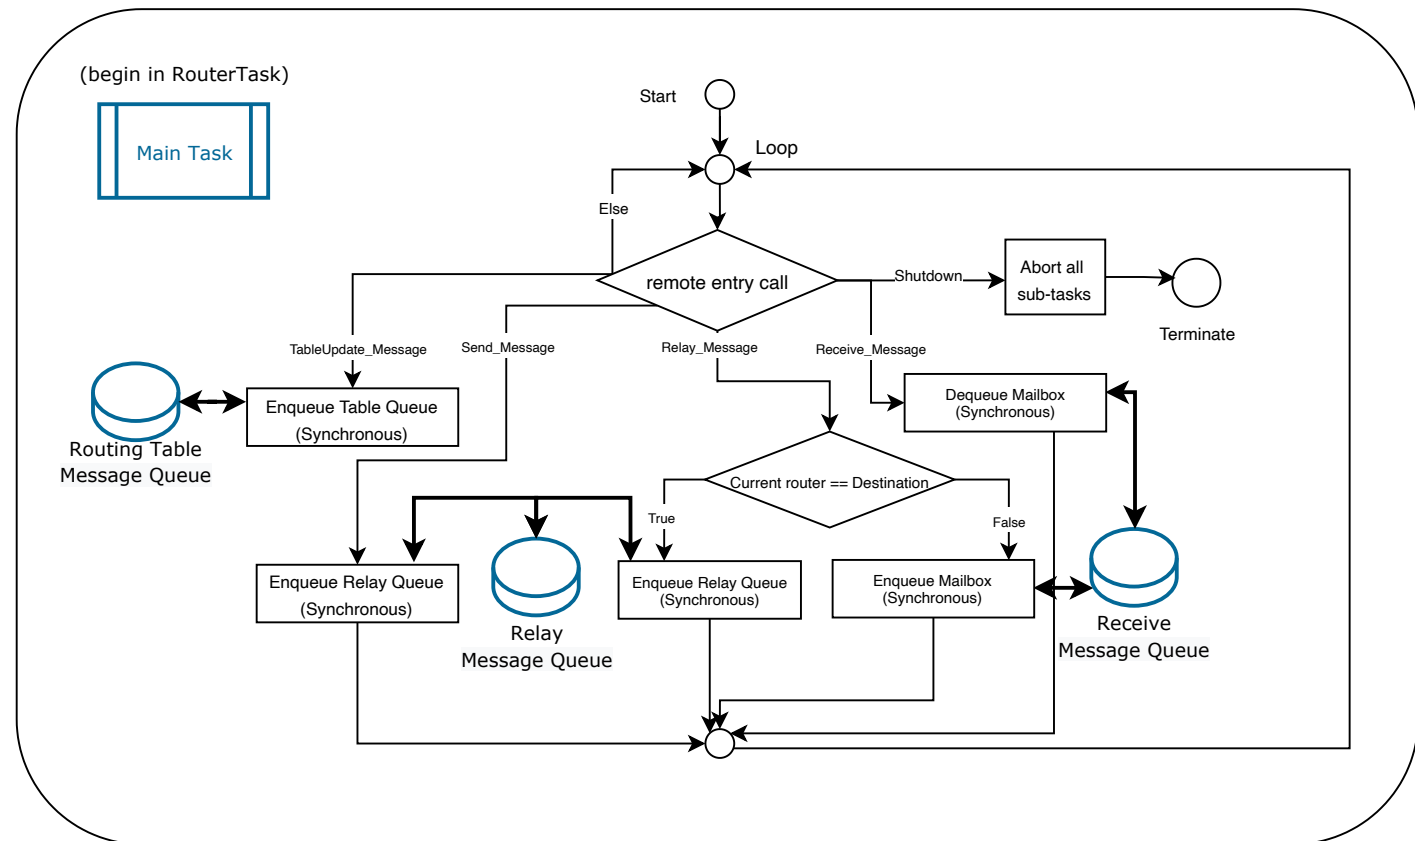 (begin in RouterTask)
Main Task
Start
Loop
Else
remote entry call
Shutdown
Abort all
sub-tasks
Terminate
TableUpdate_Message
Send_Message
Relay_Message
Receive_Message
Enqueue Table Queue
(Synchronous)
Routing Table
Message Queue
Dequeue Mailbox
(Synchronous)
Current router == Destination
True
False
Enqueue Relay Queue
(Synchronous)
Relay
Message Queue
Enqueue Relay Queue
(Synchronous)
Enqueue Mailbox
(Synchronous)
Receive
Message Queue